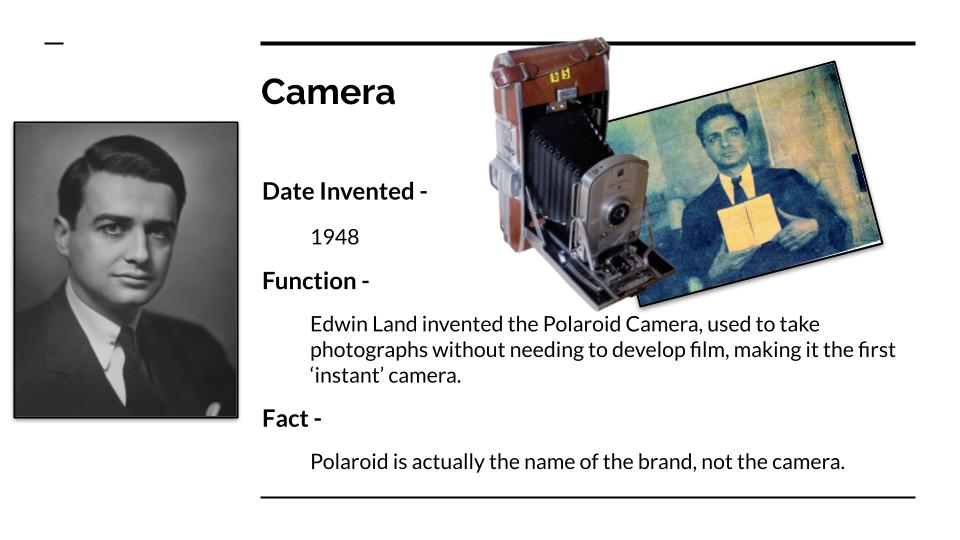 Camera
Date Invented -
1948
Function -
Edwin Land invented the Polaroid Camera, used to take
photographs without needing to develop film, making it the first
‘instant’ camera.
Fact -
Polaroid is actually the name of the brand, not the camera.